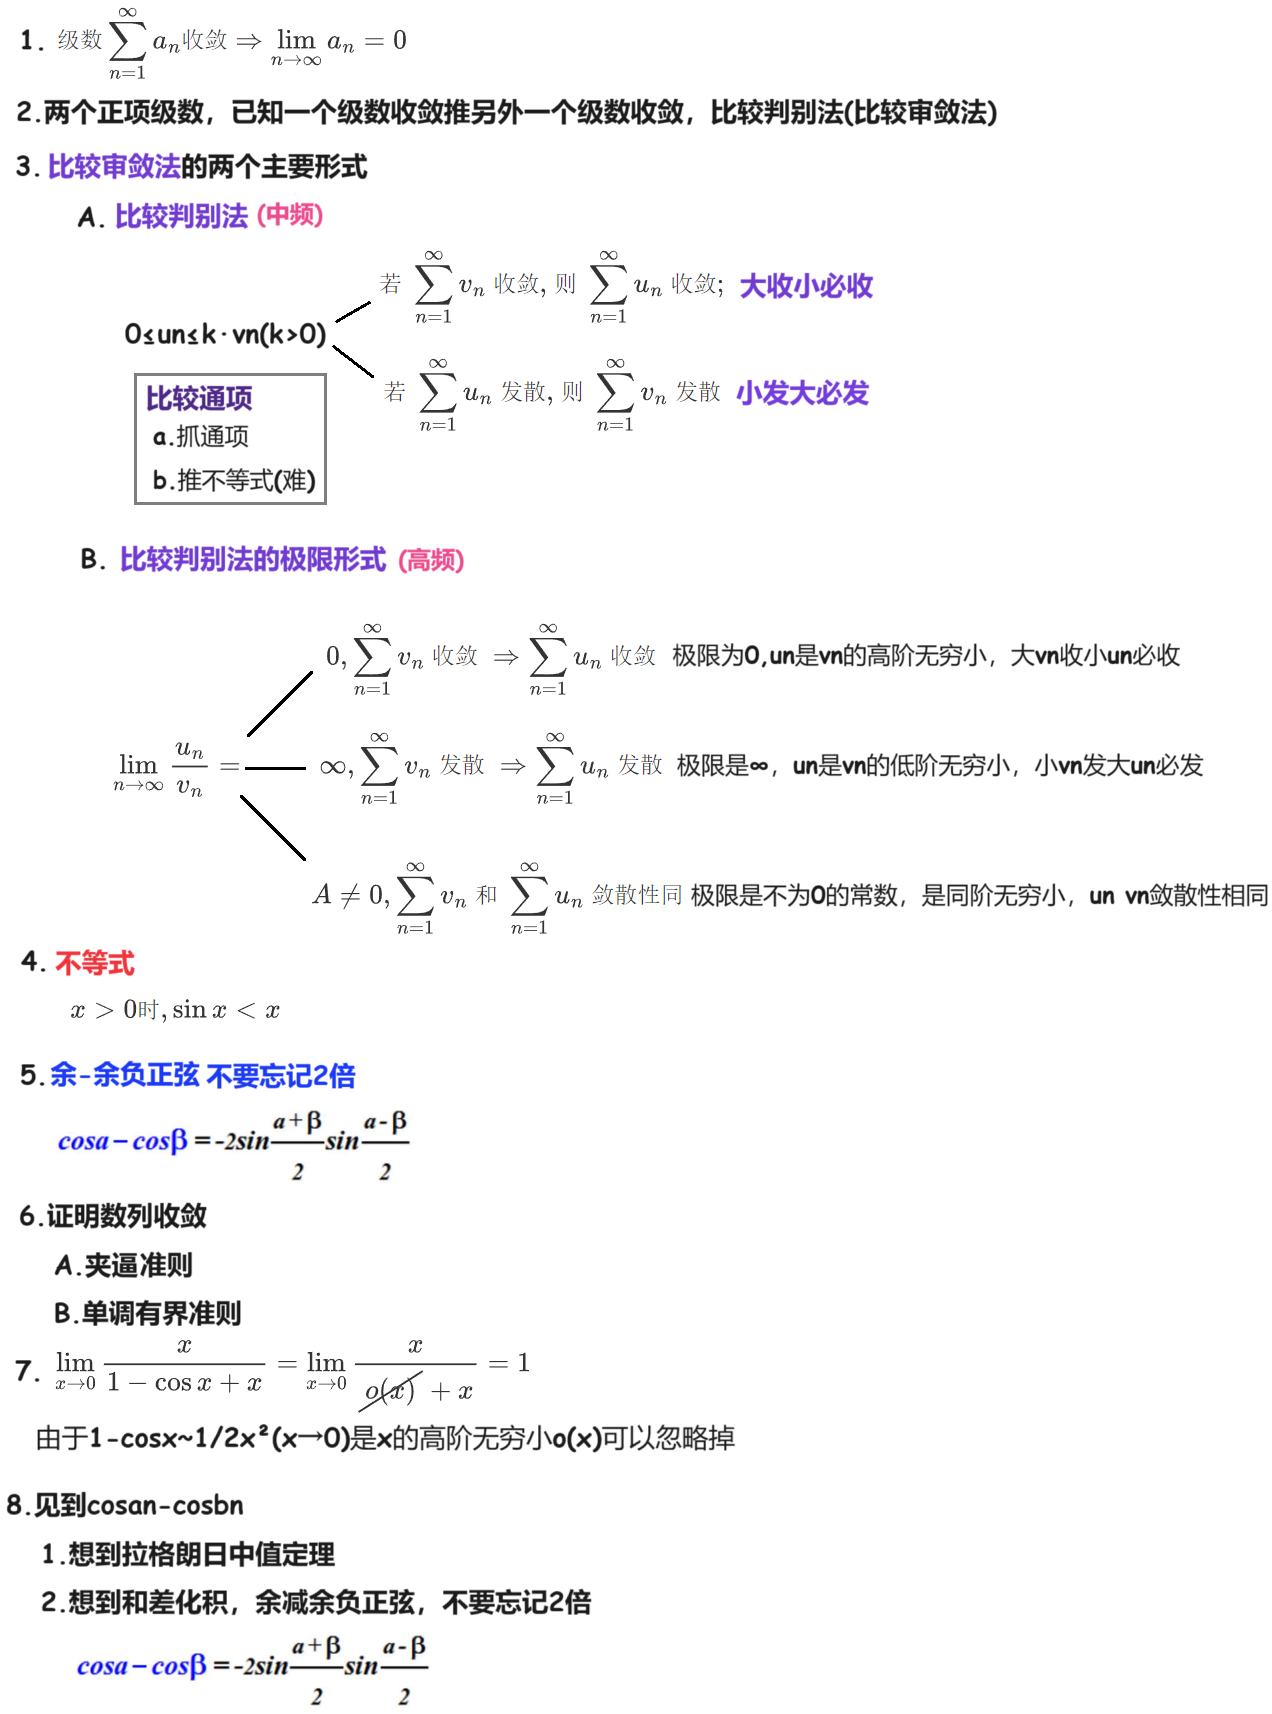 1. 级数 $\sum_{n=1}^{\infty} a_n$收敛 ⇒ $\lim_{n\to\infty} a_n = 0$
2.两个正项级数，已知一个级数收敛推另外一个级数收敛，比较判别法(比较审敛法)
3. 比较审敛法的两个主要形式
A. 比较判别法 (中频)
若 $\sum_{n=1}^{\infty} v_n$ 收敛, 则 $\sum_{n=1}^{\infty} u_n$ 收敛; 大收小必收
0≤un≤k·vn(k>0)
若 $\sum_{n=1}^{\infty} u_n$ 发散, 则 $\sum_{n=1}^{\infty} v_n$ 发散 小发大必发
比较通项
a.抓通项
b.推不等式(难)
B. 比较判别法的极限形式 (高频)
$0, \sum_{n=1}^{\infty} v_n$ 收敛 ⇒ $\sum_{n=1}^{\infty} u_n$ 收敛 极限为0,un是vn的高阶无穷小，大vn收小un必收
$\lim_{n\to\infty} \frac{u_n}{v_n} =$ $\infty, \sum_{n=1}^{\infty} v_n$ 发散 ⇒ $\sum_{n=1}^{\infty} u_n$ 发散 极限是∞，un是vn的低阶无穷小，小vn发大un必发
$A \neq 0, \sum_{n=1}^{\infty} v_n$ 和 $\sum_{n=1}^{\infty} u_n$ 敛散性同 极限是不为0的常数，是同阶无穷小，un vn敛散性相同
4. 不等式
$x > 0$时, $\sin x < x$
5.余-余负正弦 不要忘记2倍
$cosa-cosβ=-2sin\frac{a+β}{2}sin\frac{a-β}{2}$
6.证明数列收敛
A.夹逼准则
B.单调有界准则
7. $\lim_{x\to 0} \frac{x}{1-\cos x+x} = \lim_{x\to 0} \frac{x}{o(x)+x} = 1$
由于1-cosx~1/2x²(x→0)是x的高阶无穷小o(x)可以忽略掉
8.见到cosan-cosbn
1.想到拉格朗日中值定理
2.想到和差化积，余减余负正弦，不要忘记2倍
$cosa-cosβ=-2sin\frac{a+β}{2}sin\frac{a-β}{2}$